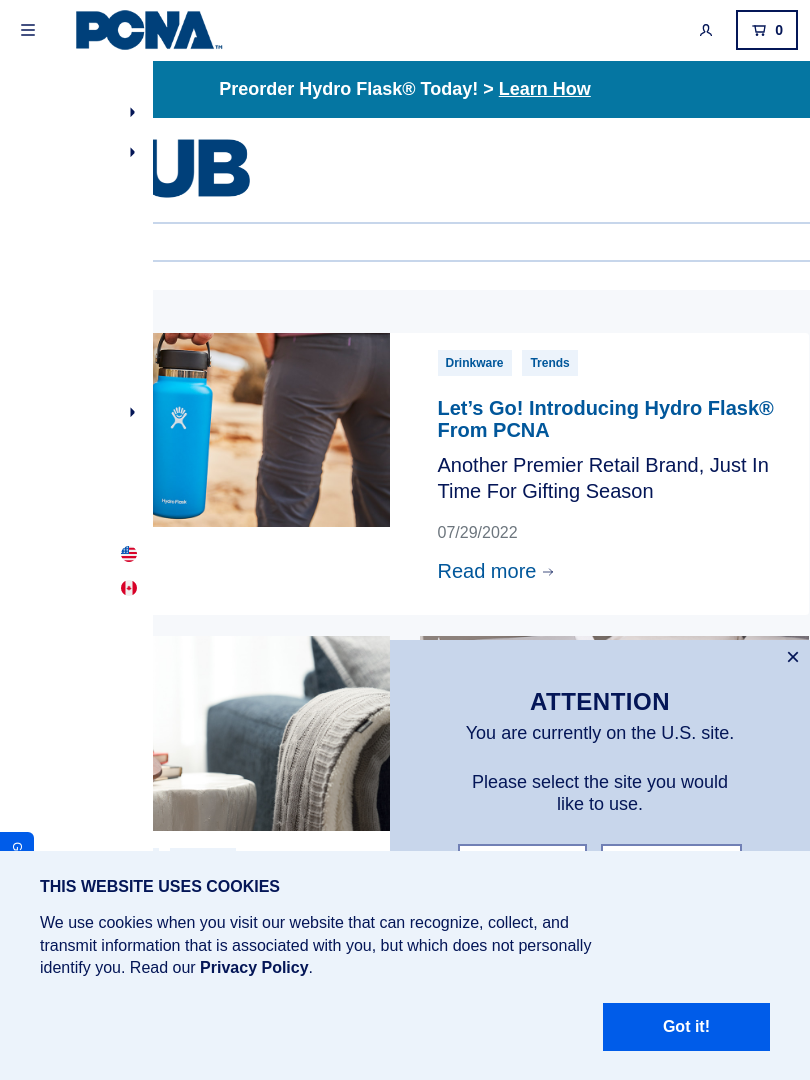 PCNA™
0
Preorder Hydro Flask® Today! > Learn How
UB
Drinkware
Trends
Let’s Go! Introducing Hydro Flask®
From PCNA
Another Premier Retail Brand, Just In
Time For Gifting Season
07/29/2022
Read more
Hydro Flask
ATTENTION
You are currently on the U.S. site.
Please select the site you would
like to use.
G
THIS WEBSITE USES COOKIES
We use cookies when you visit our website that can recognize, collect, and
transmit information that is associated with you, but which does not personally
identify you. Read our Privacy Policy.
Got it!